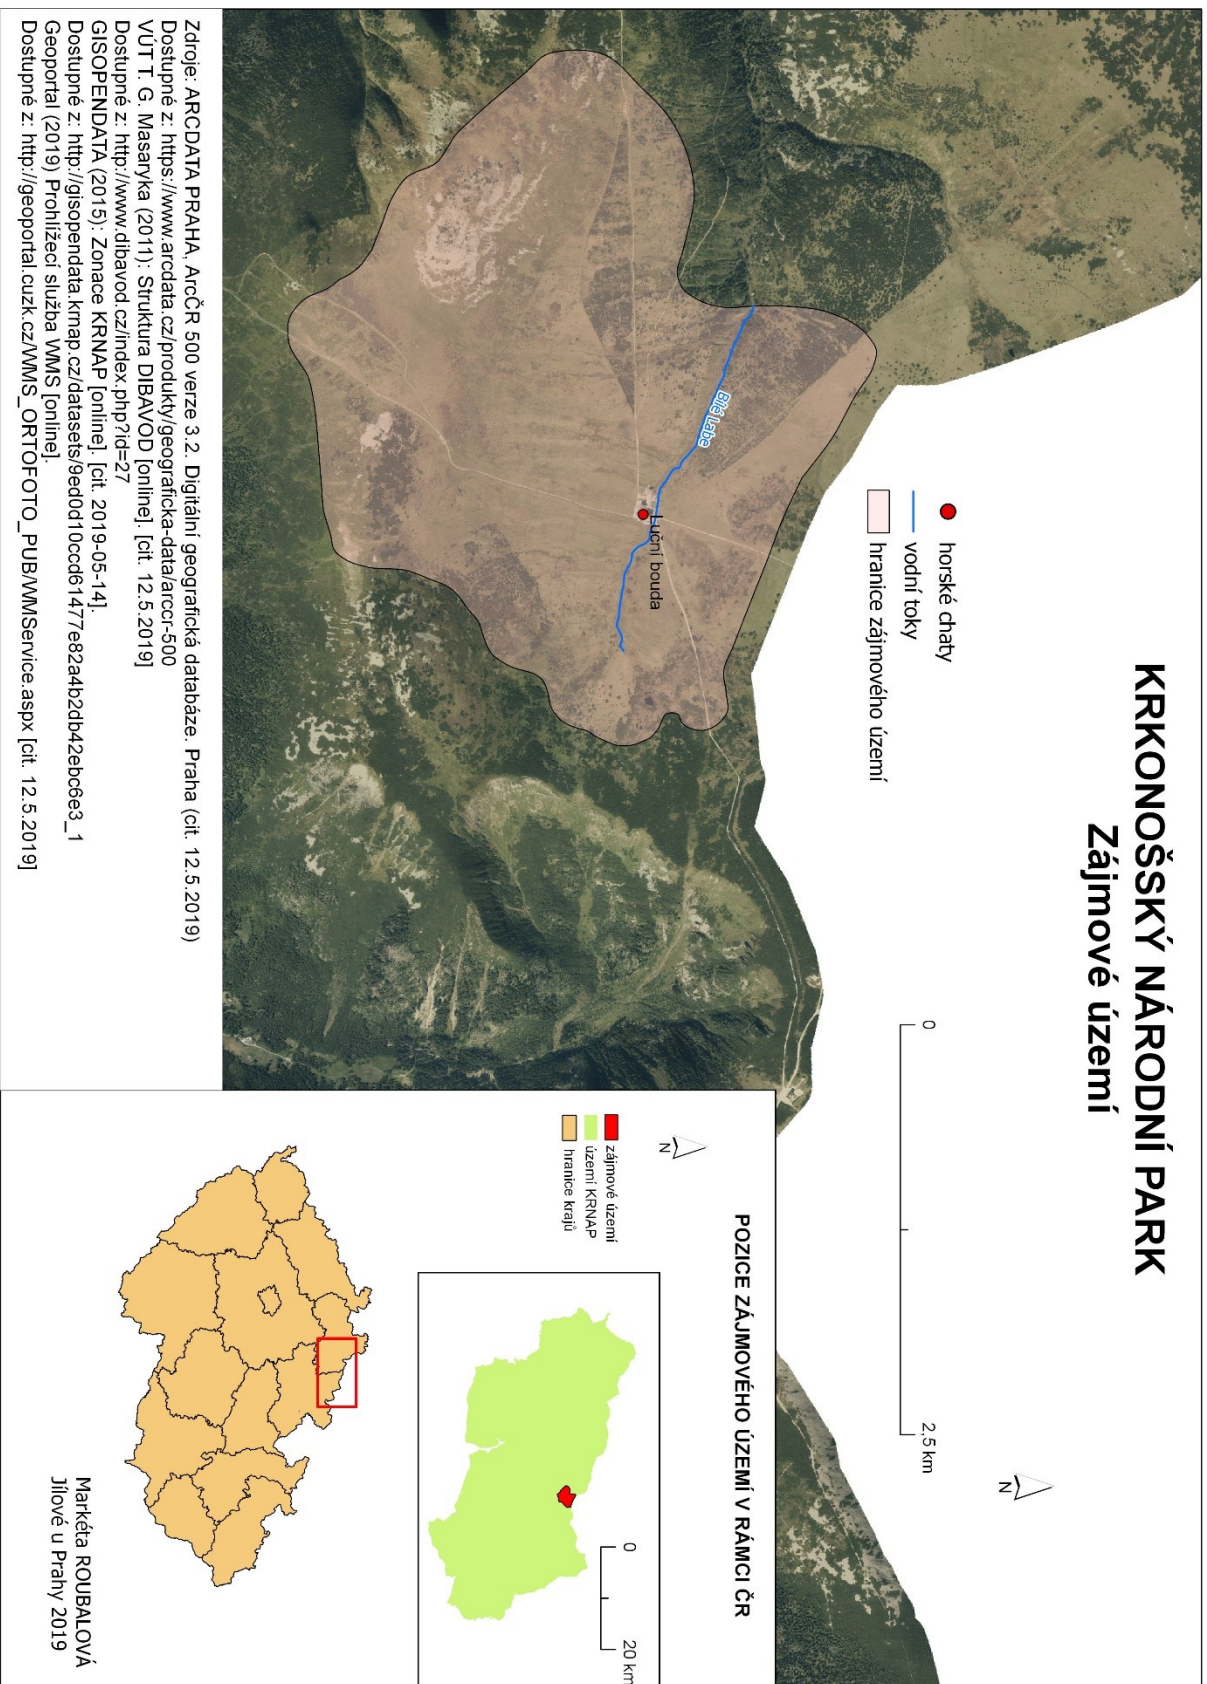 KRKONOŠSKÝ NÁRODNÍ PARK
Zájmové území
0
2,5 km
N
horské chaty
vodní toky
hranice zájmového území
Bílé Labe
Luční bouda
POZICE ZÁJMOVÉHO ÚZEMÍ V RÁMCI ČR
N
zájmové území
území KRNAP
hranice krajů
0
20 km
Markéta ROUBALOVÁ
Jílové u Prahy 2019
Zdroje: ARCDATA PRAHA, ArcČR 500 verze 3.2. Digitální geografická databáze. Praha (cit. 12.5.2019)
Dostupné z: https://www.arcdata.cz/produkty/geograficka-data/arccr-500
VÚT T. G. Masaryka (2011): Struktura DIBAVOD [online]. [cit. 12.5.2019]
Dostupné z: http://www.dibavod.cz/index.php?id=27
GISOPENDATA (2015): Zonace KRNAP [online]. [cit. 2019-05-14].
Dostupné z: http://gisopendata.krnap.cz/datasets/9ed0d10ccd61477e82a4b2db42ebc6e3_1
Geoportal (2019) Prohlížecí služba WMS [online].
Dostupné z: http://geoportal.cuzk.cz/WMS_ORTOFOTO_PUB/WMService.aspx [cit. 12.5.2019]